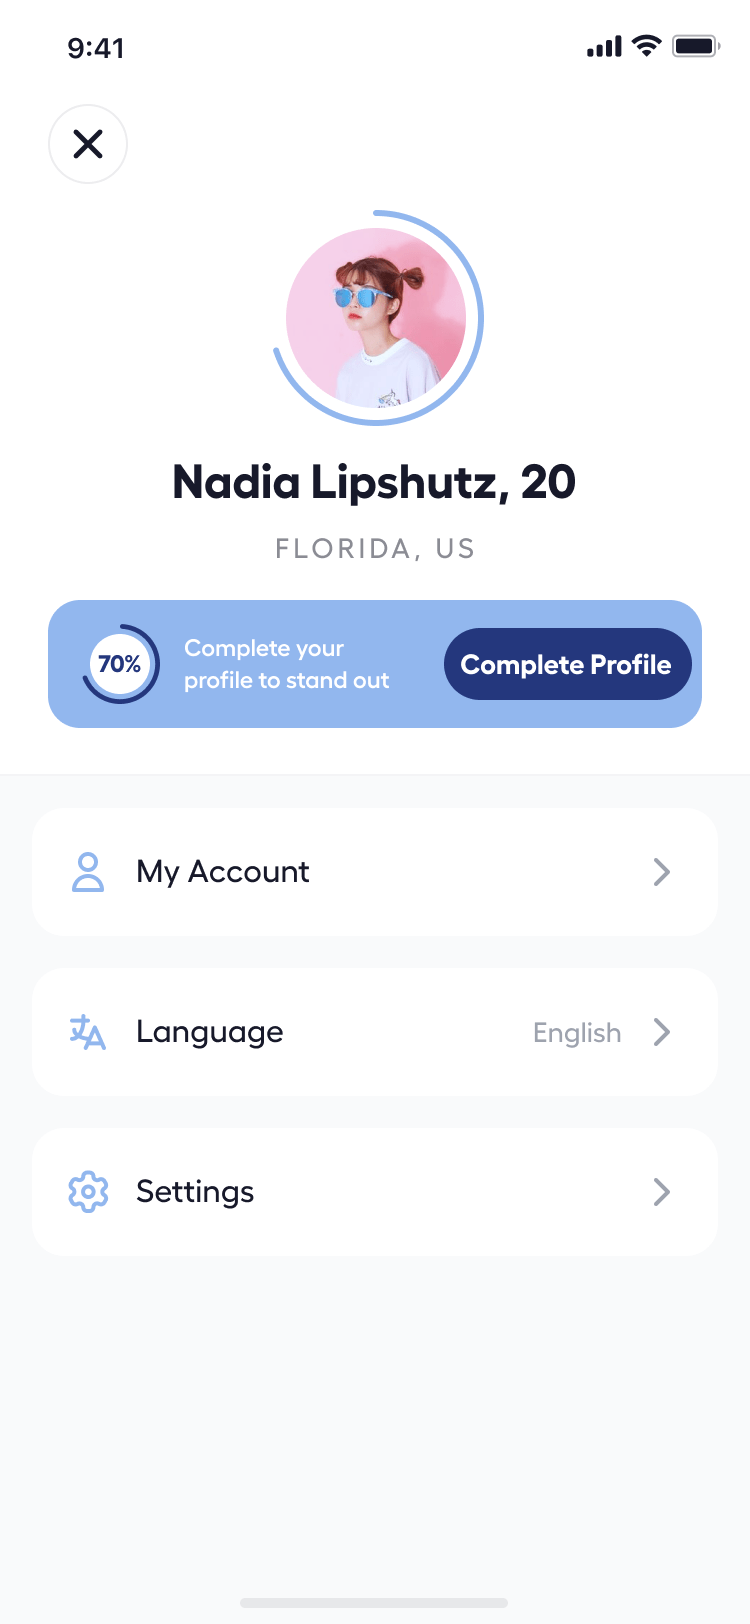 9:41
Nadia Lipshutz, 20
FLORIDA, US
70%
Complete your
profile to stand out
Complete Profile
My Account
Language
English
Settings